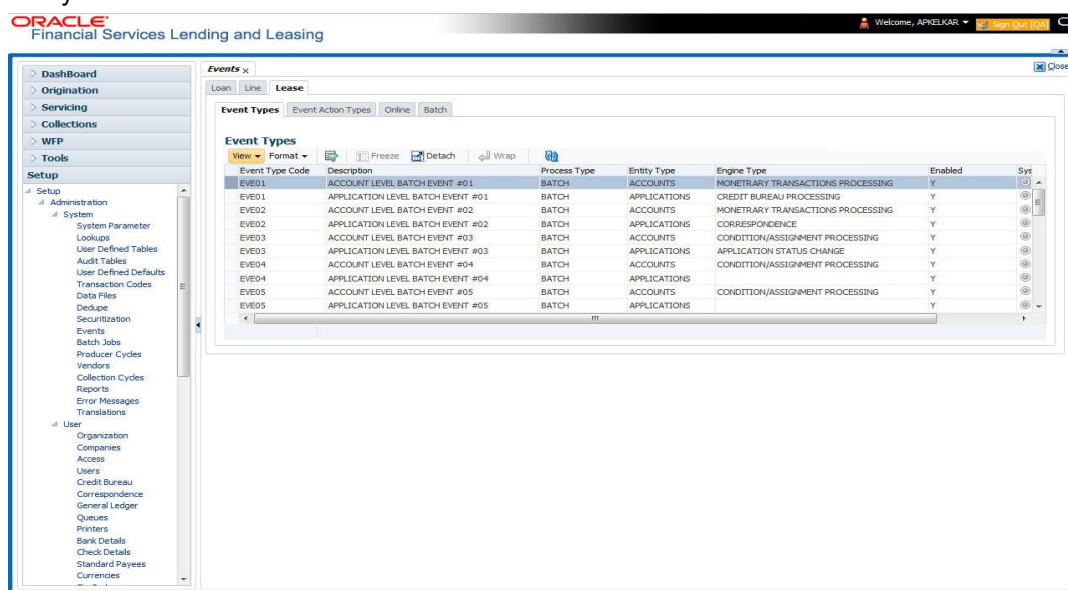 ORACLE
Financial Services Lending and Leasing
Welcome, APKELKAR
Sign Out [QA]
DashBoard
Origination
Servicing
Collections
WFP
Tools
Setup
Setup
Administration
System
System Parameter
Lookups
User Defined Tables
Audit Tables
User Defined Defaults
Transaction Codes
Data Files
Dedupe
Securitization
Events
Batch Jobs
Producer Cycles
Vendors
Collection Cycles
Reports
Error Messages
Translations
User
Organization
Companies
Access
Users
Credit Bureau
Correspondence
General Ledger
Queues
Printers
Bank Details
Check Details
Standard Payees
Currencies
Events x
Close
Loan Line Lease
Event Types Event Action Types Online Batch
Event Types
View Format Freeze Detach Wrap
Event Type Code Description Process Type Entity Type Engine Type Enabled Sys
EVE01 ACCOUNT LEVEL BATCH EVENT #01 BATCH ACCOUNTS MONETRARY TRANSACTIONS PROCESSING Y
EVE01 APPLICATION LEVEL BATCH EVENT #01 BATCH APPLICATIONS CREDIT BUREAU PROCESSING Y
EVE02 ACCOUNT LEVEL BATCH EVENT #02 BATCH ACCOUNTS MONETRARY TRANSACTIONS PROCESSING Y
EVE02 APPLICATION LEVEL BATCH EVENT #02 BATCH APPLICATIONS CORRESPONDENCE Y
EVE03 ACCOUNT LEVEL BATCH EVENT #03 BATCH ACCOUNTS CONDITION/ASSIGNMENT PROCESSING Y
EVE03 APPLICATION LEVEL BATCH EVENT #03 BATCH APPLICATIONS APPLICATION STATUS CHANGE Y
EVE04 ACCOUNT LEVEL BATCH EVENT #04 BATCH ACCOUNTS CONDITION/ASSIGNMENT PROCESSING Y
EVE04 APPLICATION LEVEL BATCH EVENT #04 BATCH APPLICATIONS Y
EVE05 ACCOUNT LEVEL BATCH EVENT #05 BATCH ACCOUNTS CONDITION/ASSIGNMENT PROCESSING Y
EVE05 APPLICATION LEVEL BATCH EVENT #05 BATCH APPLICATIONS Y